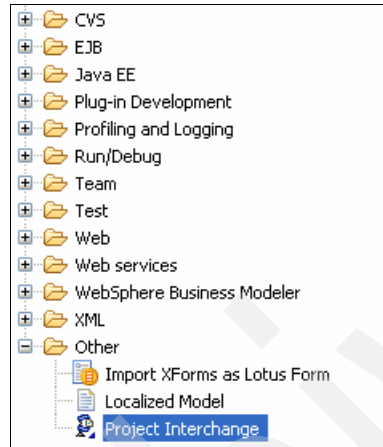 CVS
EJB
Java EE
Plug-in Development
Profiling and Logging
Run/Debug
Team
Test
Web
Web services
WebSphere Business Modeler
XML
Other
Import XForms as Lotus Form
Localized Model
Project Interchange